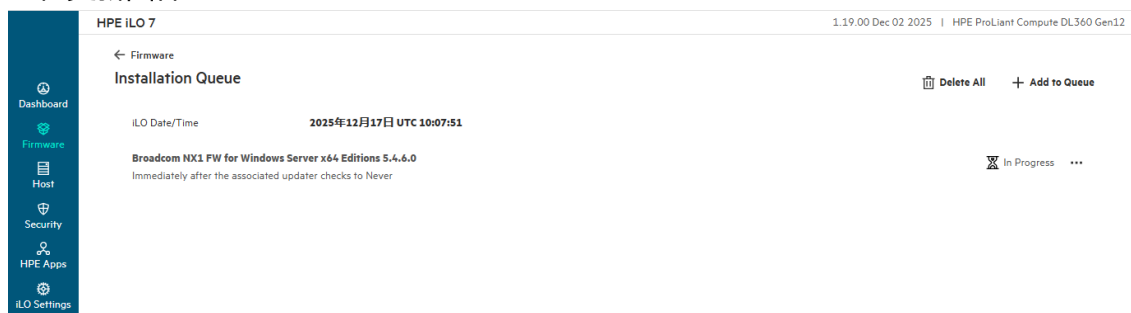 HPE iLO 7
1.19.00 Dec 02 2025 | HPE ProLiant Compute DL360 Gen12
← Firmware
Installation Queue
Delete All
+ Add to Queue
Dashboard
Firmware
Host
Security
HPE Apps
iLO Settings
iLO Date/Time
2025年12月17日 UTC 10:07:51
Broadcom NX1 FW for Windows Server x64 Editions 5.4.6.0
Immediately after the associated updater checks to Never
In Progress